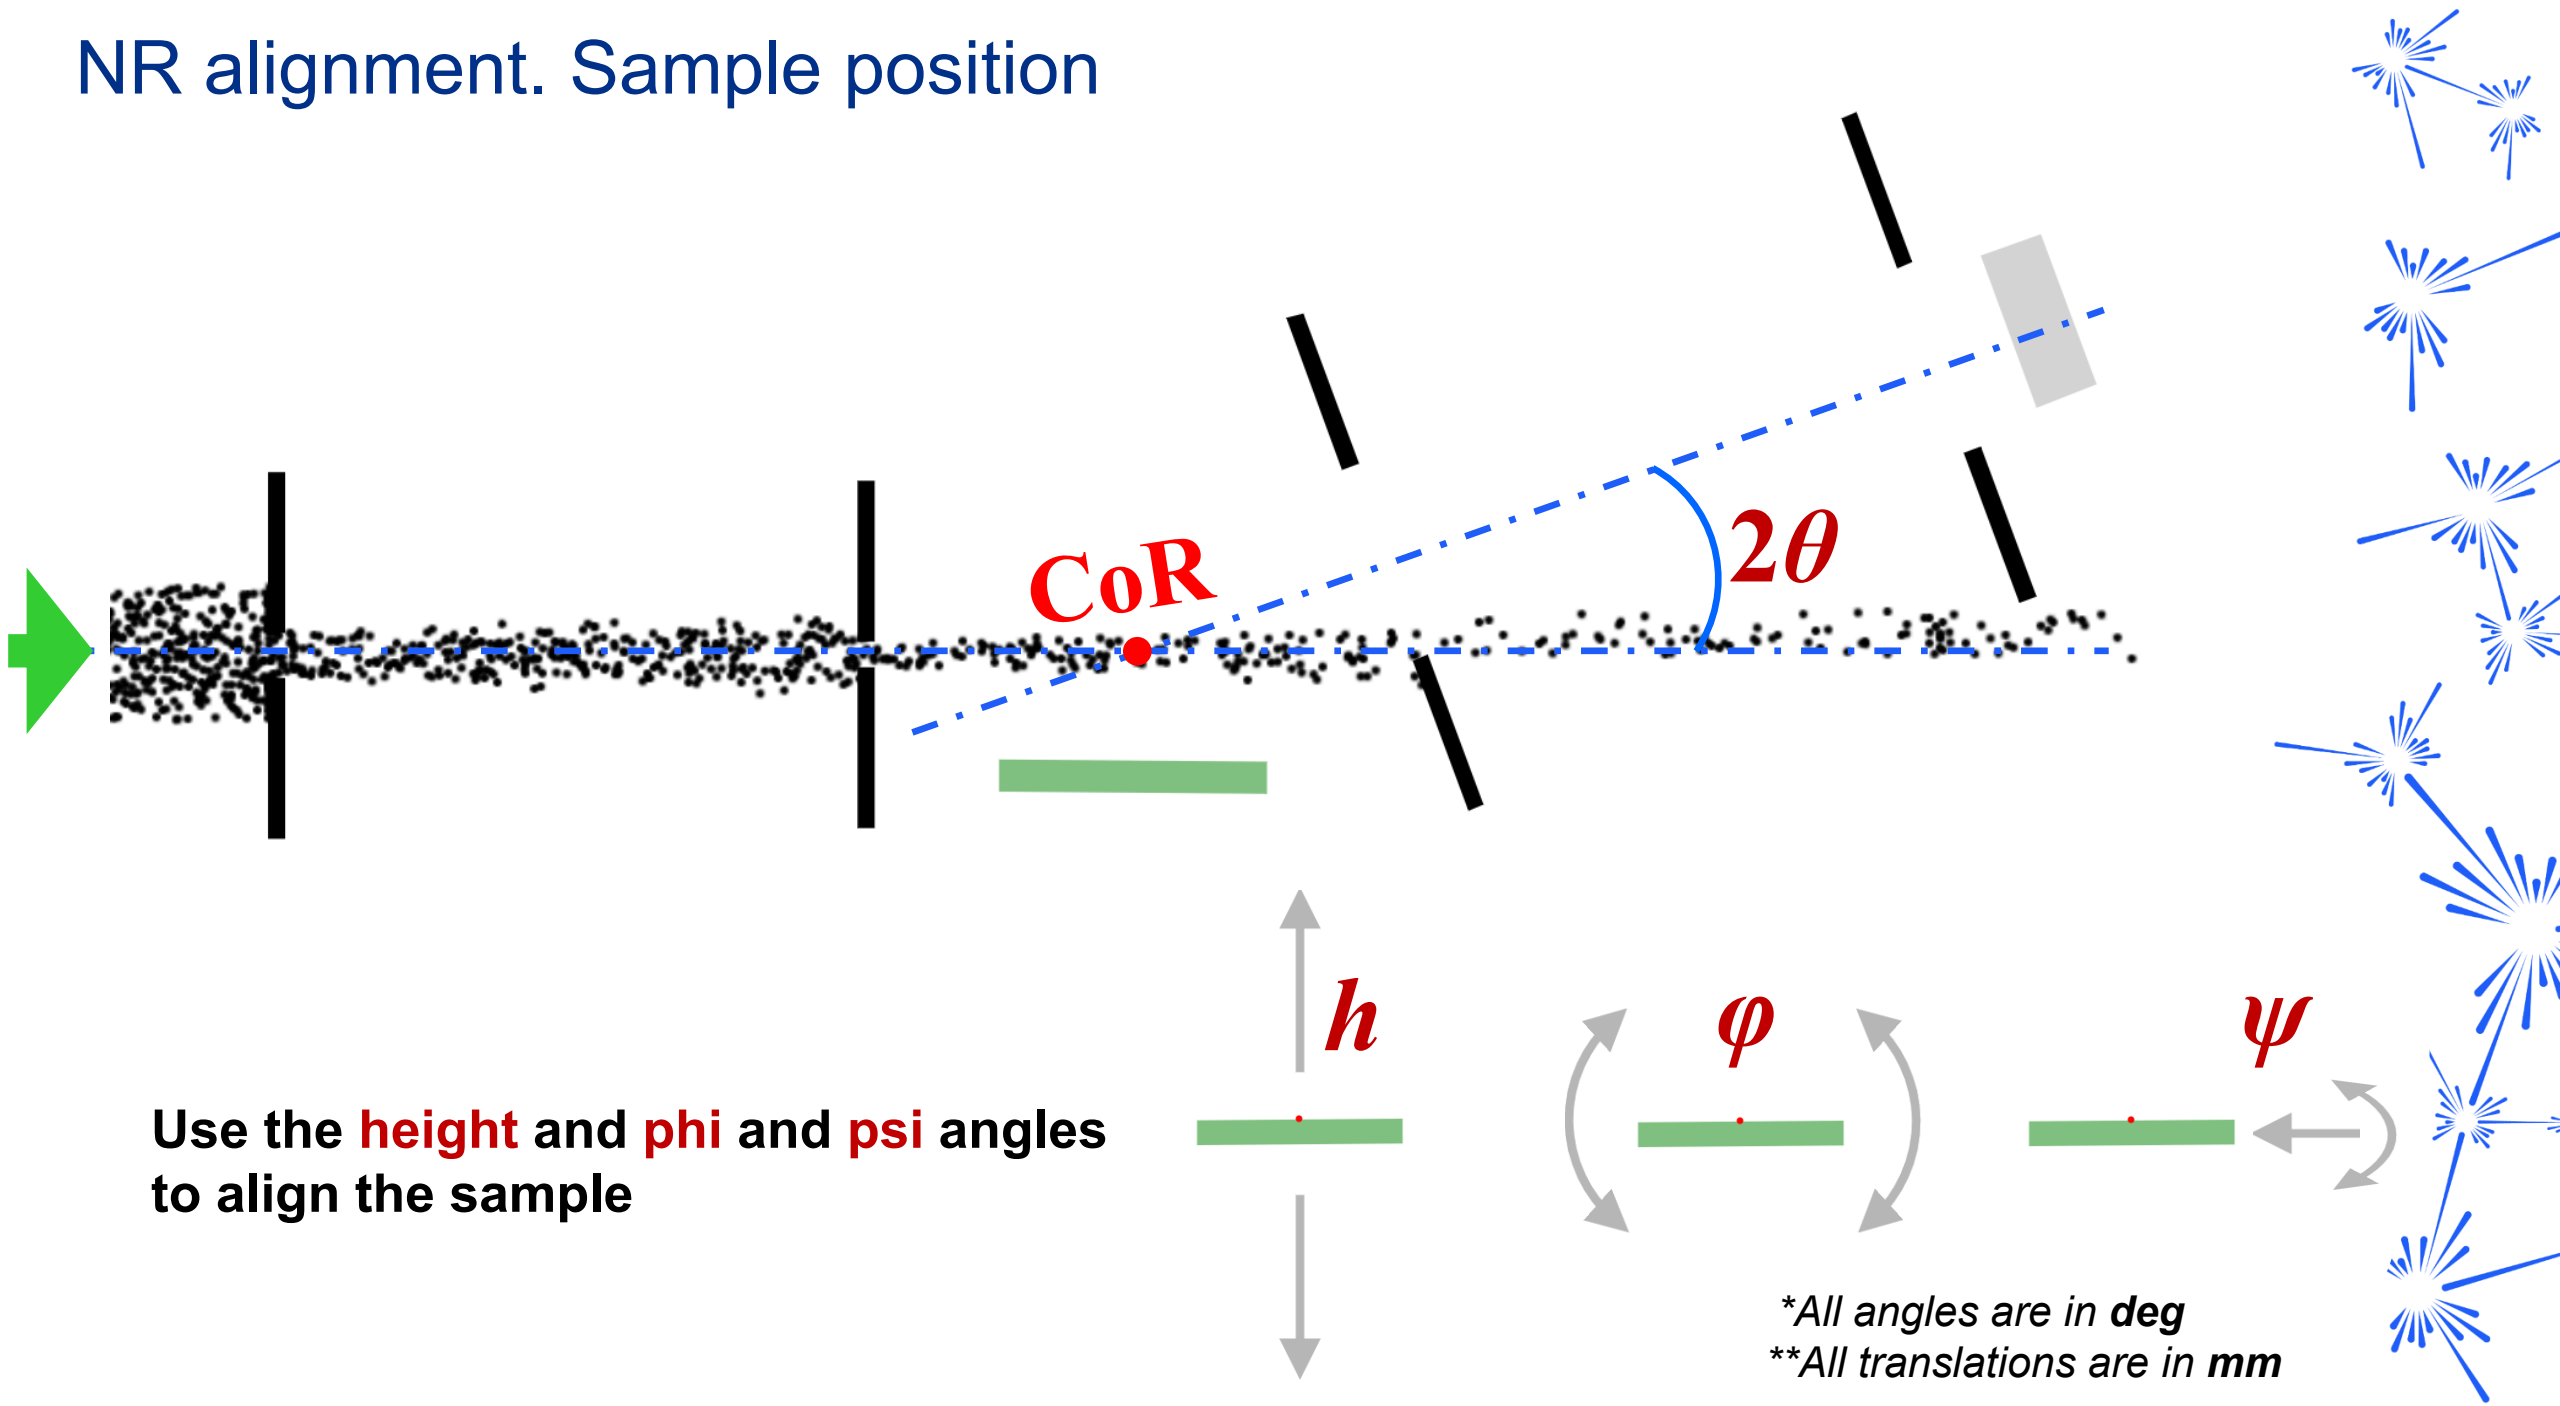 NR alignment. Sample position
CoR
2θ
h
φ
ψ
Use the height and phi and psi angles
to align the sample
*All angles are in deg
**All translations are in mm